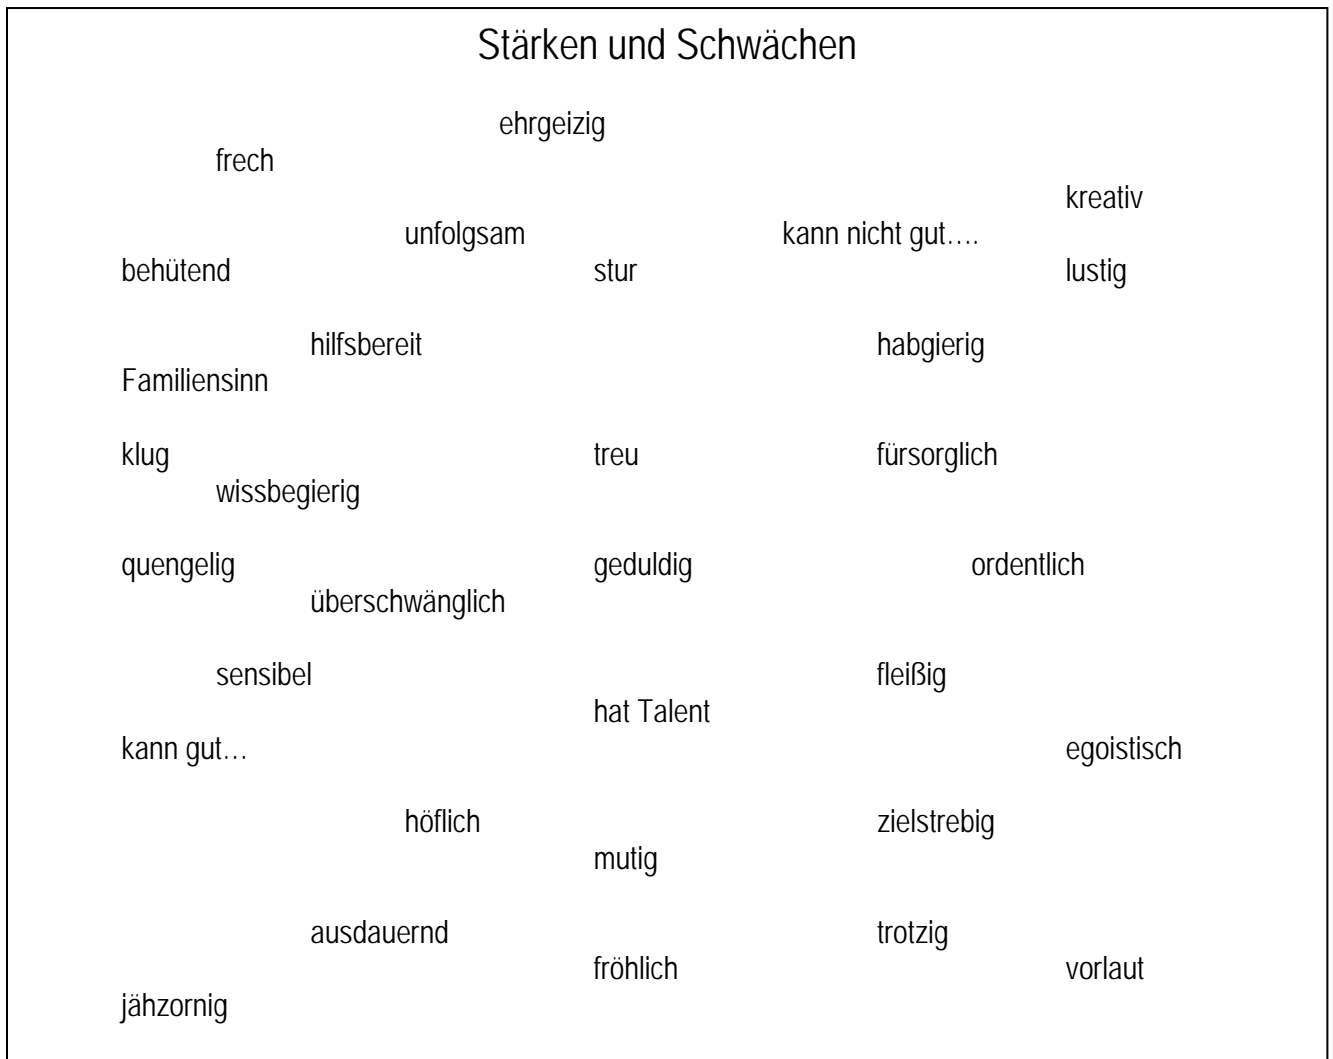 Stärken und Schwächen
ehrgeizig
frech
kreativ
unfolgsam kann nicht gut….
behütend stur lustig
hilfsbereit habgierig
Familiensinn
klug treu fürsorglich
wissbegierig
quengelig geduldig ordentlich
überschwänglich
sensibel fleißig
hat Talent
kann gut… egoistisch
höflich zielstrebig
mutig
ausdauernd trotzig
fröhlich vorlaut
jähzornig